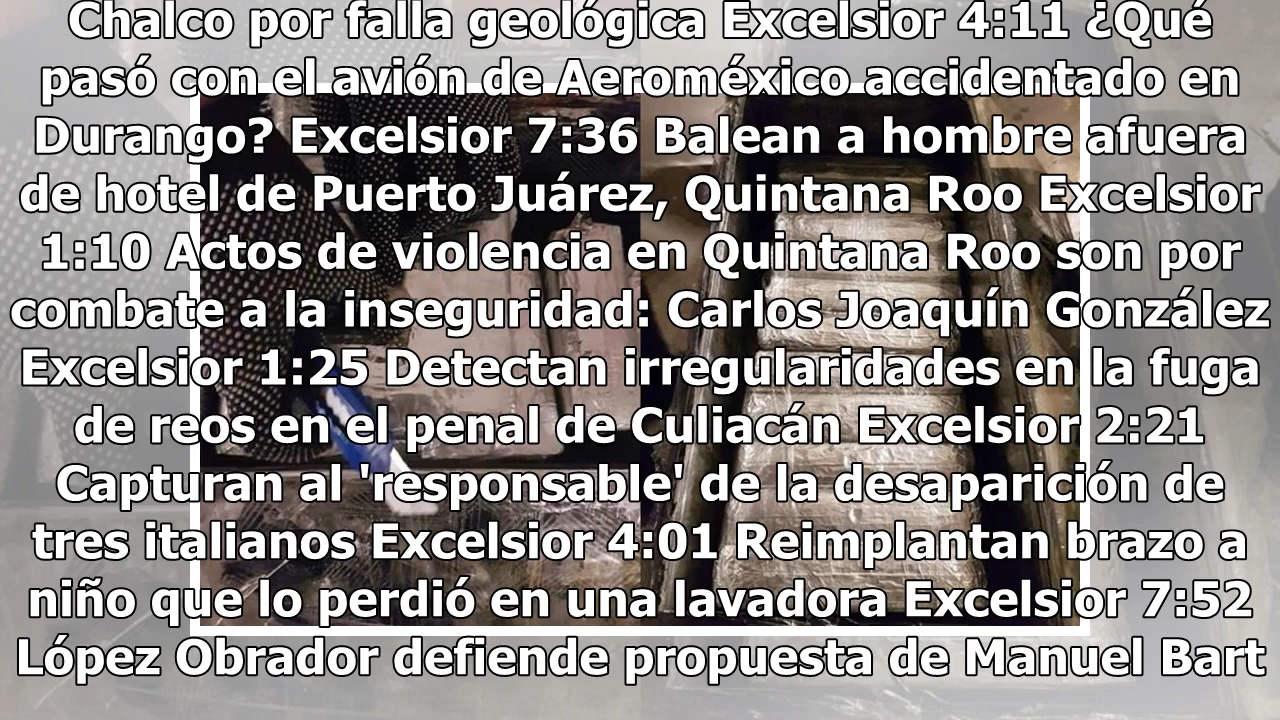 Chalco por falla geológica Excelsior 4:11 ¿Qué
pasó con el avión de Aeroméxico accidentado en
Durango? Excelsior 7:36 Balean a hombre afuera
de hotel de Puerto Juárez, Quintana Roo Excelsior
1:10 Actos de violencia en Quintana Roo son por
combate a la inseguridad: Carlos Joaquín González
Excelsior 1:25 Detectan irregularidades en la fuga
de reos en el penal de Culiacán Excelsior 2:21
Capturan al 'responsable' de la desaparición de
tres italianos Excelsior 4:01 Reimplantan brazo a
niño que lo perdió en una lavadora Excelsior 7:52
López Obrador defiende propuesta de Manuel Bart